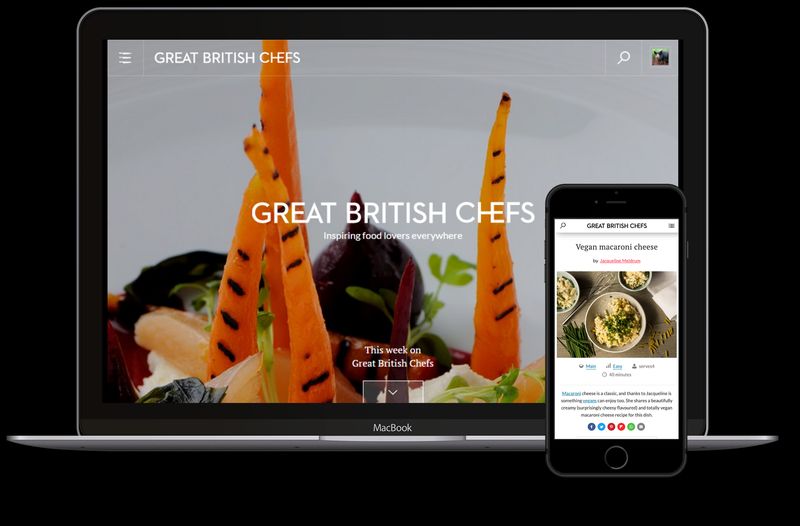 GREAT BRITISH CHEFS
GREAT BRITISH CHEFS
Inspiring food lovers everywhere
This week on
Great British Chefs
MacBook
GREAT BRITISH CHEFS
Vegan macaroni cheese
by Jacqueline Meldrum
Main
Easy
serves4
40 minutes
Macaroni cheese is a classic, and thanks to Jacqueline is
something vegans can enjoy too. She shares a beautifully
creamy (surprisingly cheesy flavoured) and totally vegan
macaroni cheese recipe for this dish.